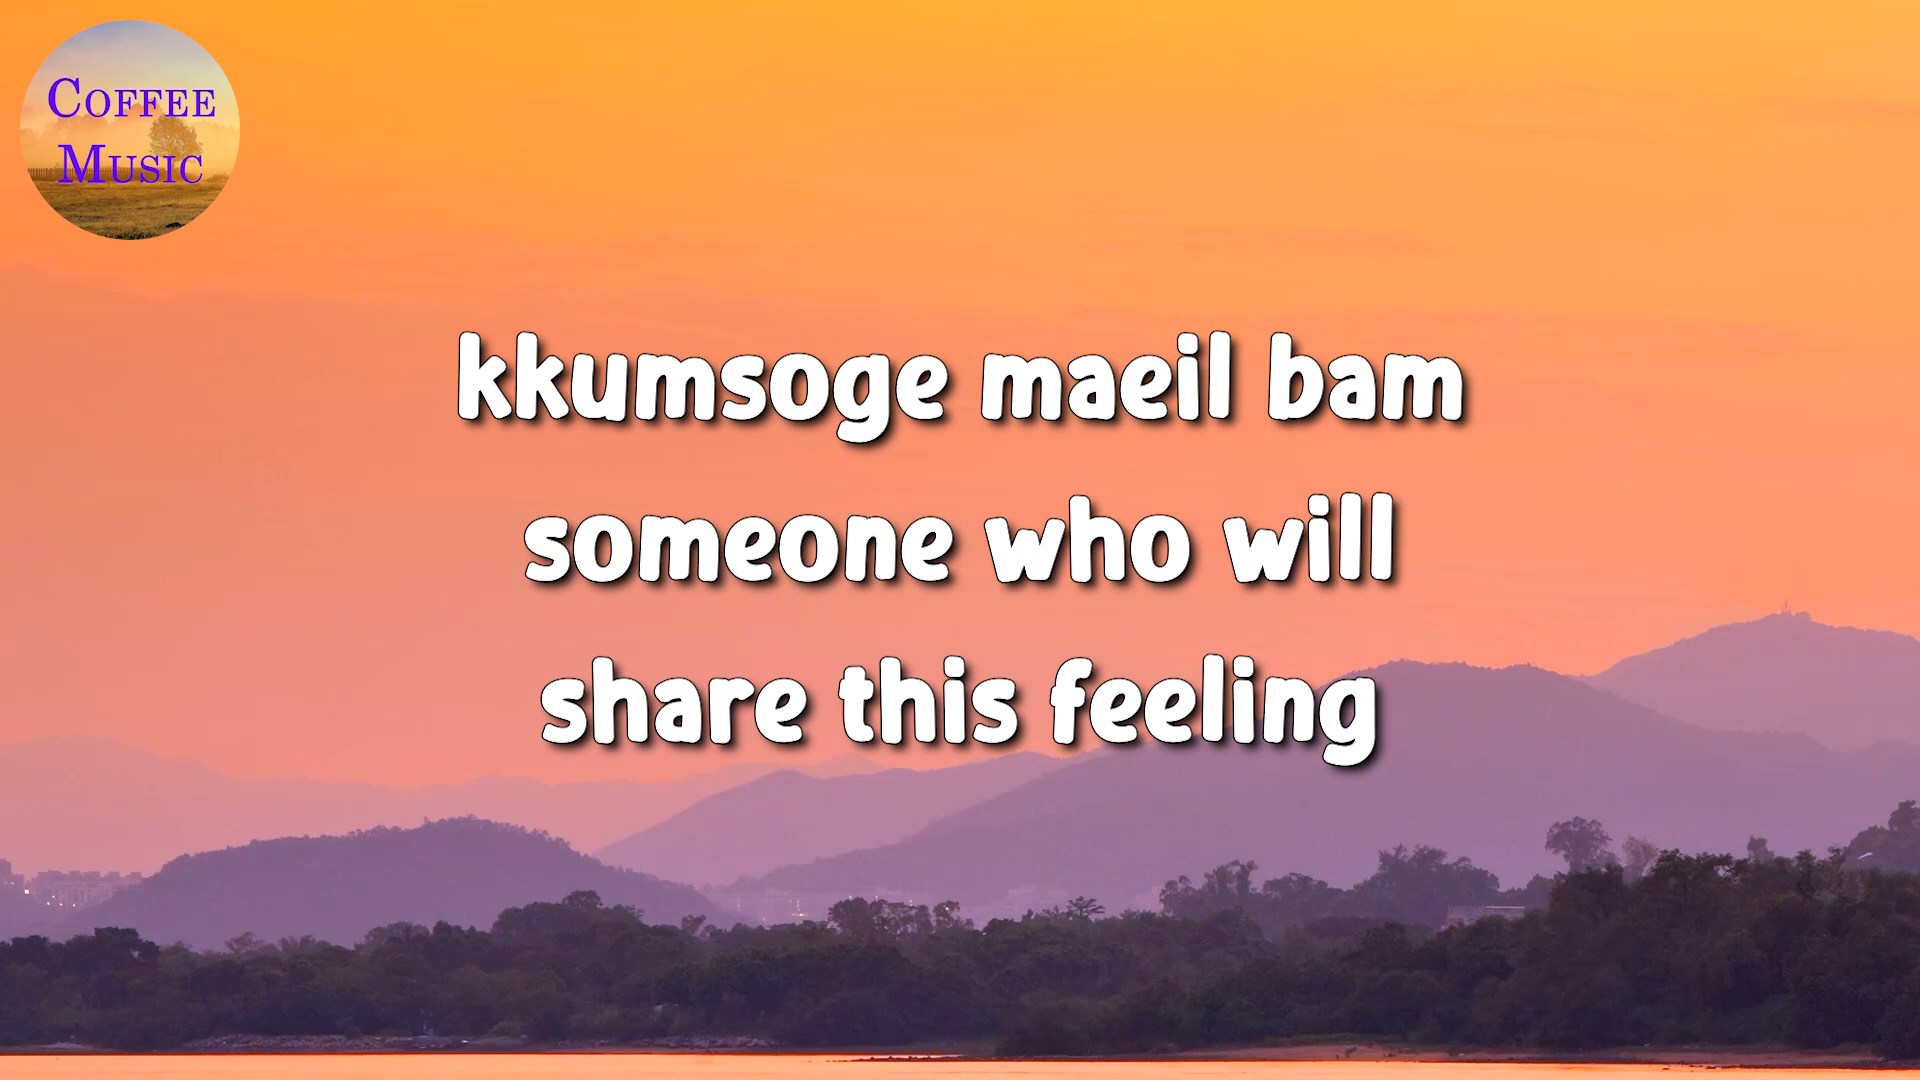 COFFEE
MUSIC
kkumsoge maeil bam
someone who will
share this feeling